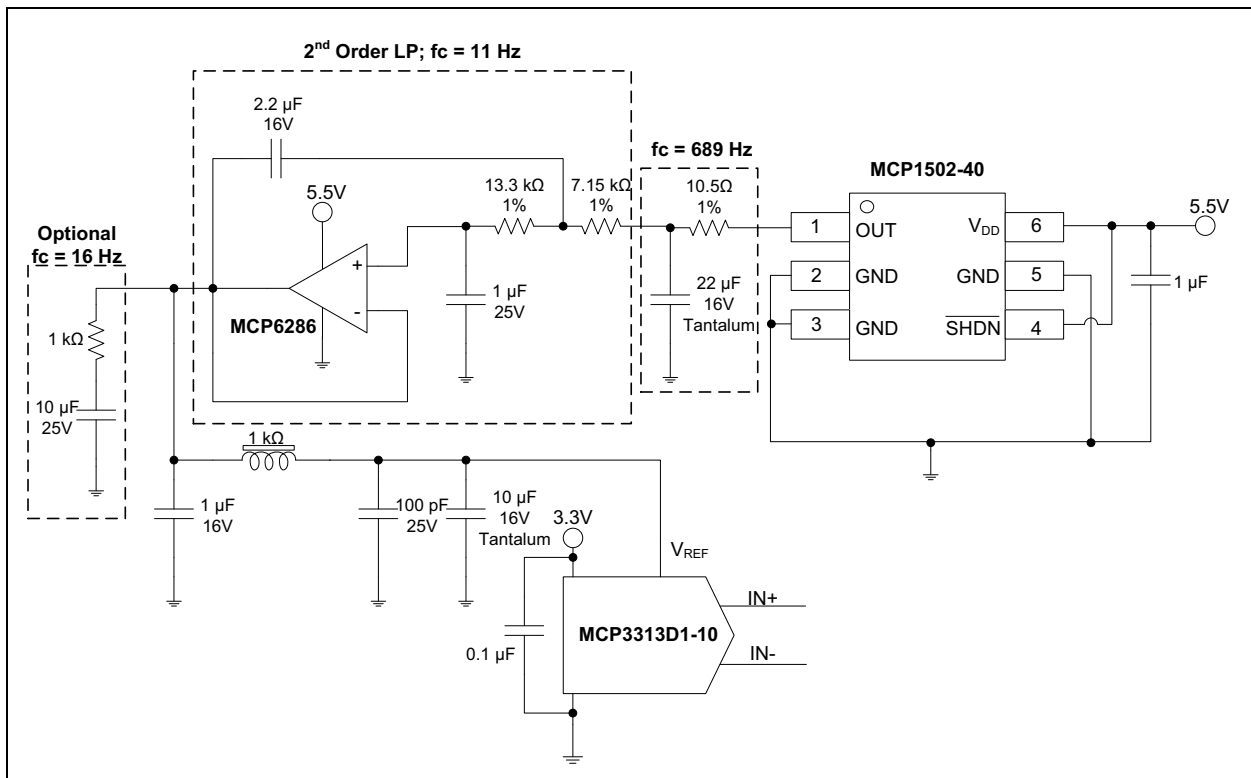 2nd Order LP; fc = 11 Hz
2.2 µF
16V
5.5V
13.3 kΩ
1%
7.15 kΩ
1%
+
-
MCP6286
1 µF
25V
fc = 689 Hz
10.5Ω
1%
22 µF
16V
Tantalum
MCP1502-40
1
OUT
2
GND
3
GND
VDD
6
GND
5
SHDN
4
5.5V
1 µF
Optional
fc = 16 Hz
1 kΩ
10 µF
25V
1 kΩ
1 µF
16V
100 pF
25V
10 µF
16V
Tantalum
3.3V
VREF
0.1 µF
MCP3313D1-10
IN+
IN-